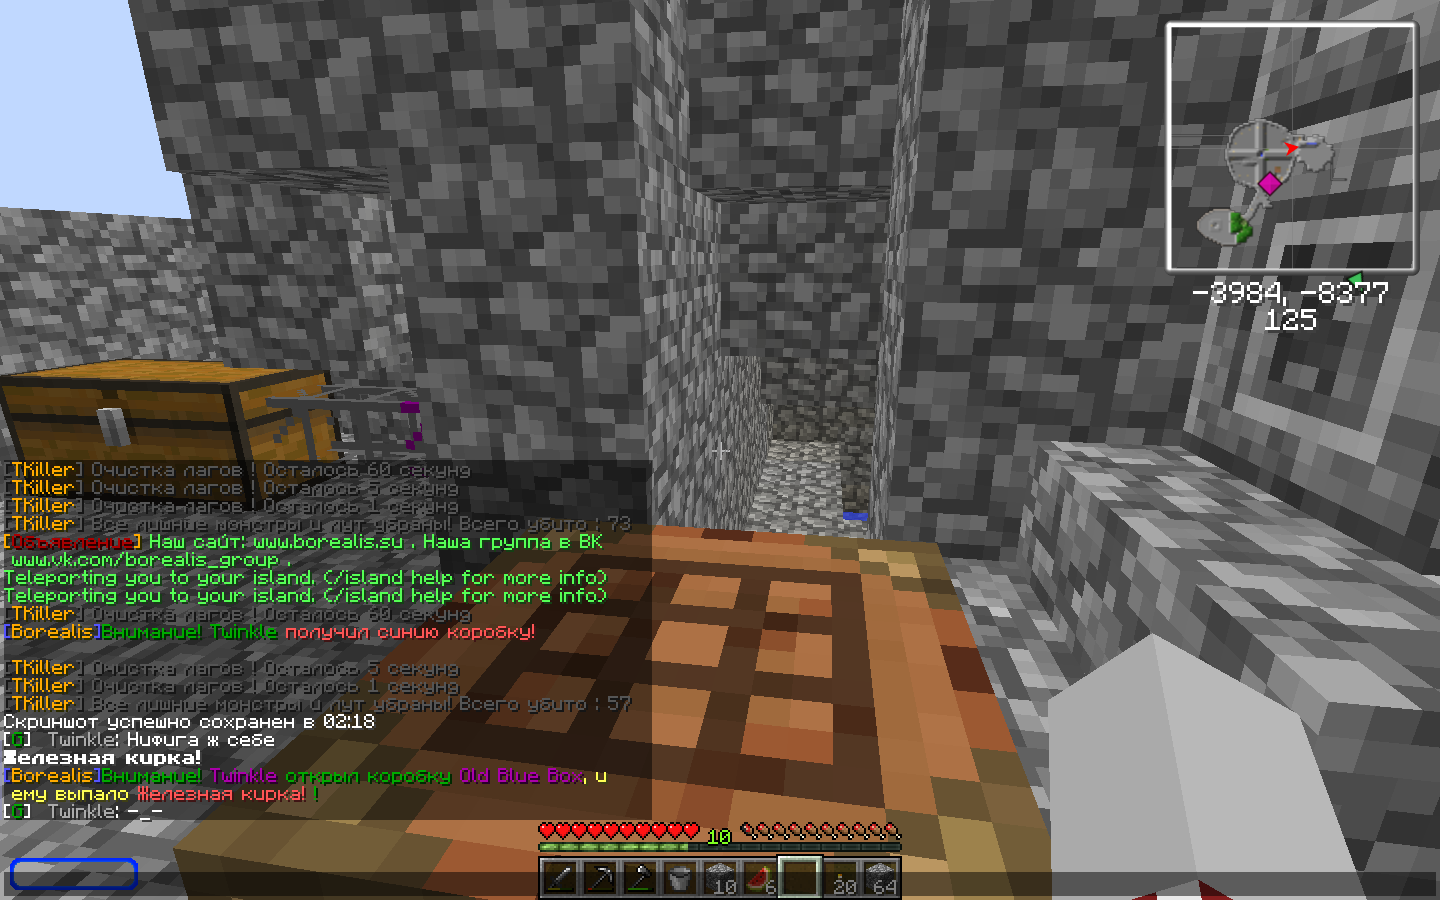 -3984, -8377
125
[TKiller] Очистка лагов ! Осталось 60 секунд
[TKiller] Очистка лагов ! Осталось 5 секунд
[TKiller] Очистка лагов ! Осталось 1 секунд
[TKiller] Все лишние монстры и лут убраны! Всего убито : 73
[Объявление] Наш сайт: www.borealis.su . Наша группа в ВК
www.vk.com/borealis_group .
Teleporting you to your island. (/island help for more info)
Teleporting you to your island. (/island help for more info)
[TKiller] Очистка лагов ! Осталось 60 секунд
[Borealis]Внимание! Twinkle получил синию коробку!
[TKiller] Очистка лагов ! Осталось 5 секунд
[TKiller] Очистка лагов ! Осталось 1 секунд
[TKiller] Все лишние монстры и лут убраны! Всего убито : 57
Скриншот успешно сохранен в 02:18
[G] Twinkle: Нифига ж себе
Железная кирка!
[Borealis]Внимание! Twinkle открыл коробку Old Blue Box, и
ему выпало Железная кирка! !
[G] Twinkle: -_-
10
10 6 20 64